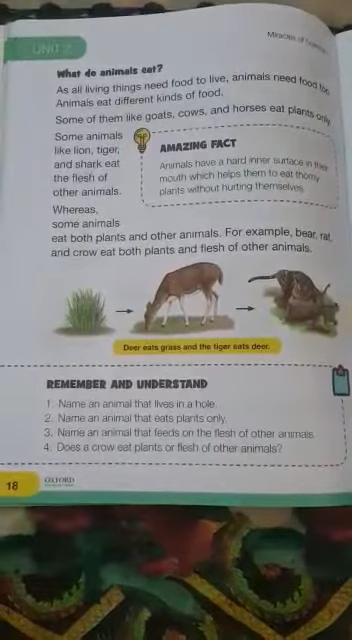 UNIT 2
Miracles of
What do animals eat?
As all living things need food to live, animals need food too.
Animals eat different kinds of food.
Some of them like goats, cows, and horses eat plants only.
Some animals
like lion, tiger,
and shark eat
the flesh of
other animals.
AMAZING FACT
Animals have a hard inner surface in their
mouth which helps them to eat thorny
plants without hurting themselves.
Whereas,
some animals
eat both plants and other animals. For example, bear, rat,
and crow eat both plants and flesh of other animals.
Deer eats grass and the tiger eats deer.
REMEMBER AND UNDERSTAND
1. Name an animal that lives in a hole.
2. Name an animal that eats plants only.
3. Name an animal that feeds on the flesh of other animals.
4. Does a crow eat plants or flesh of other animals?
18
OXFORD